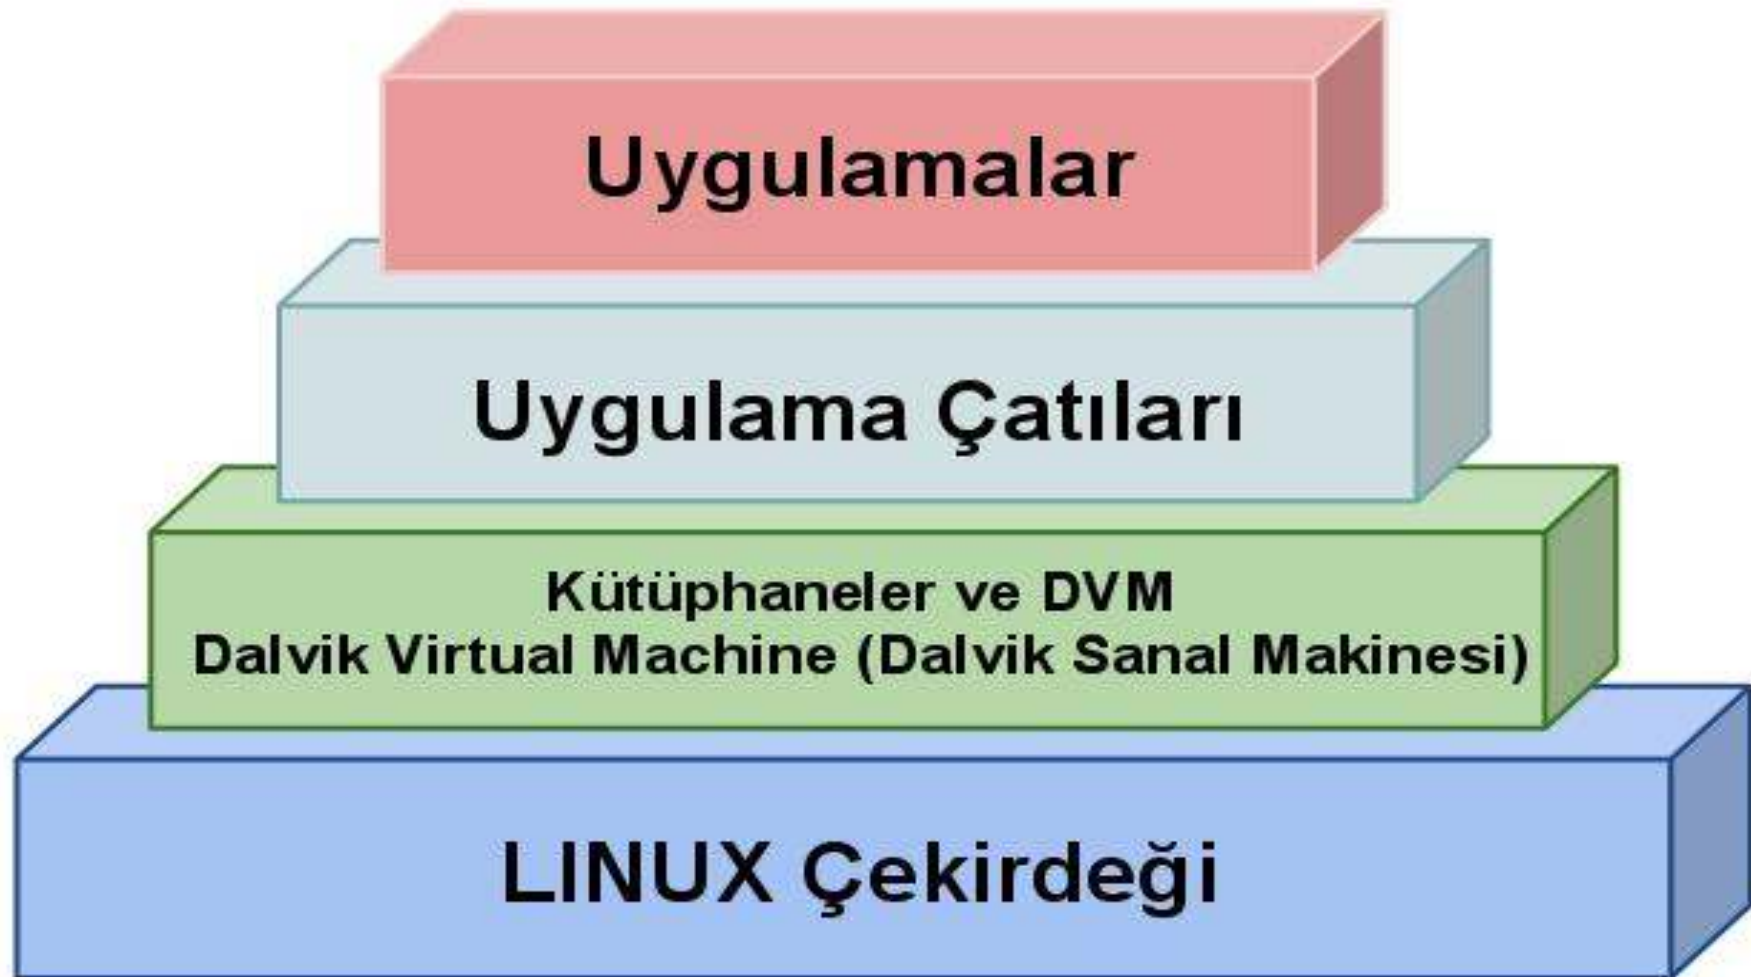 Uygulamalar
Uygulama Çatıları
Kütüphaneler ve DVM
Dalvik Virtual Machine (Dalvik Sanal Makinesi)
LINUX Çekirdeği